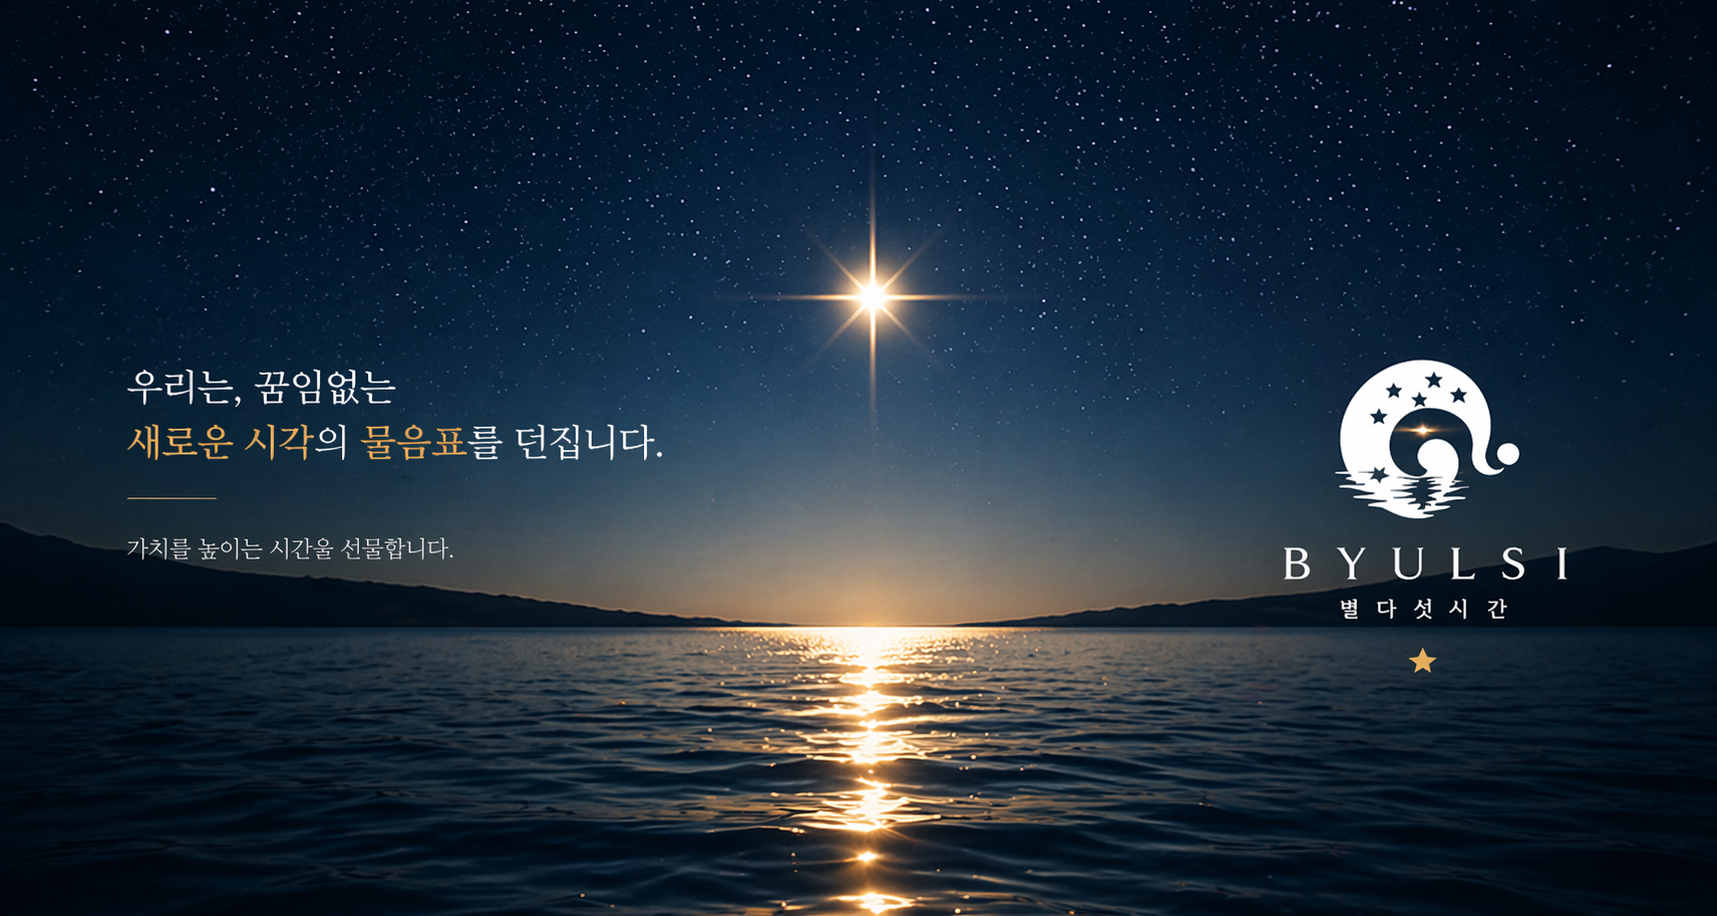 우리는, 꿈임없는
새로운 시각의 물음표를 던집니다.
가치를 높이는 시간울 선물합니다.
BYULSI
별다섯시간